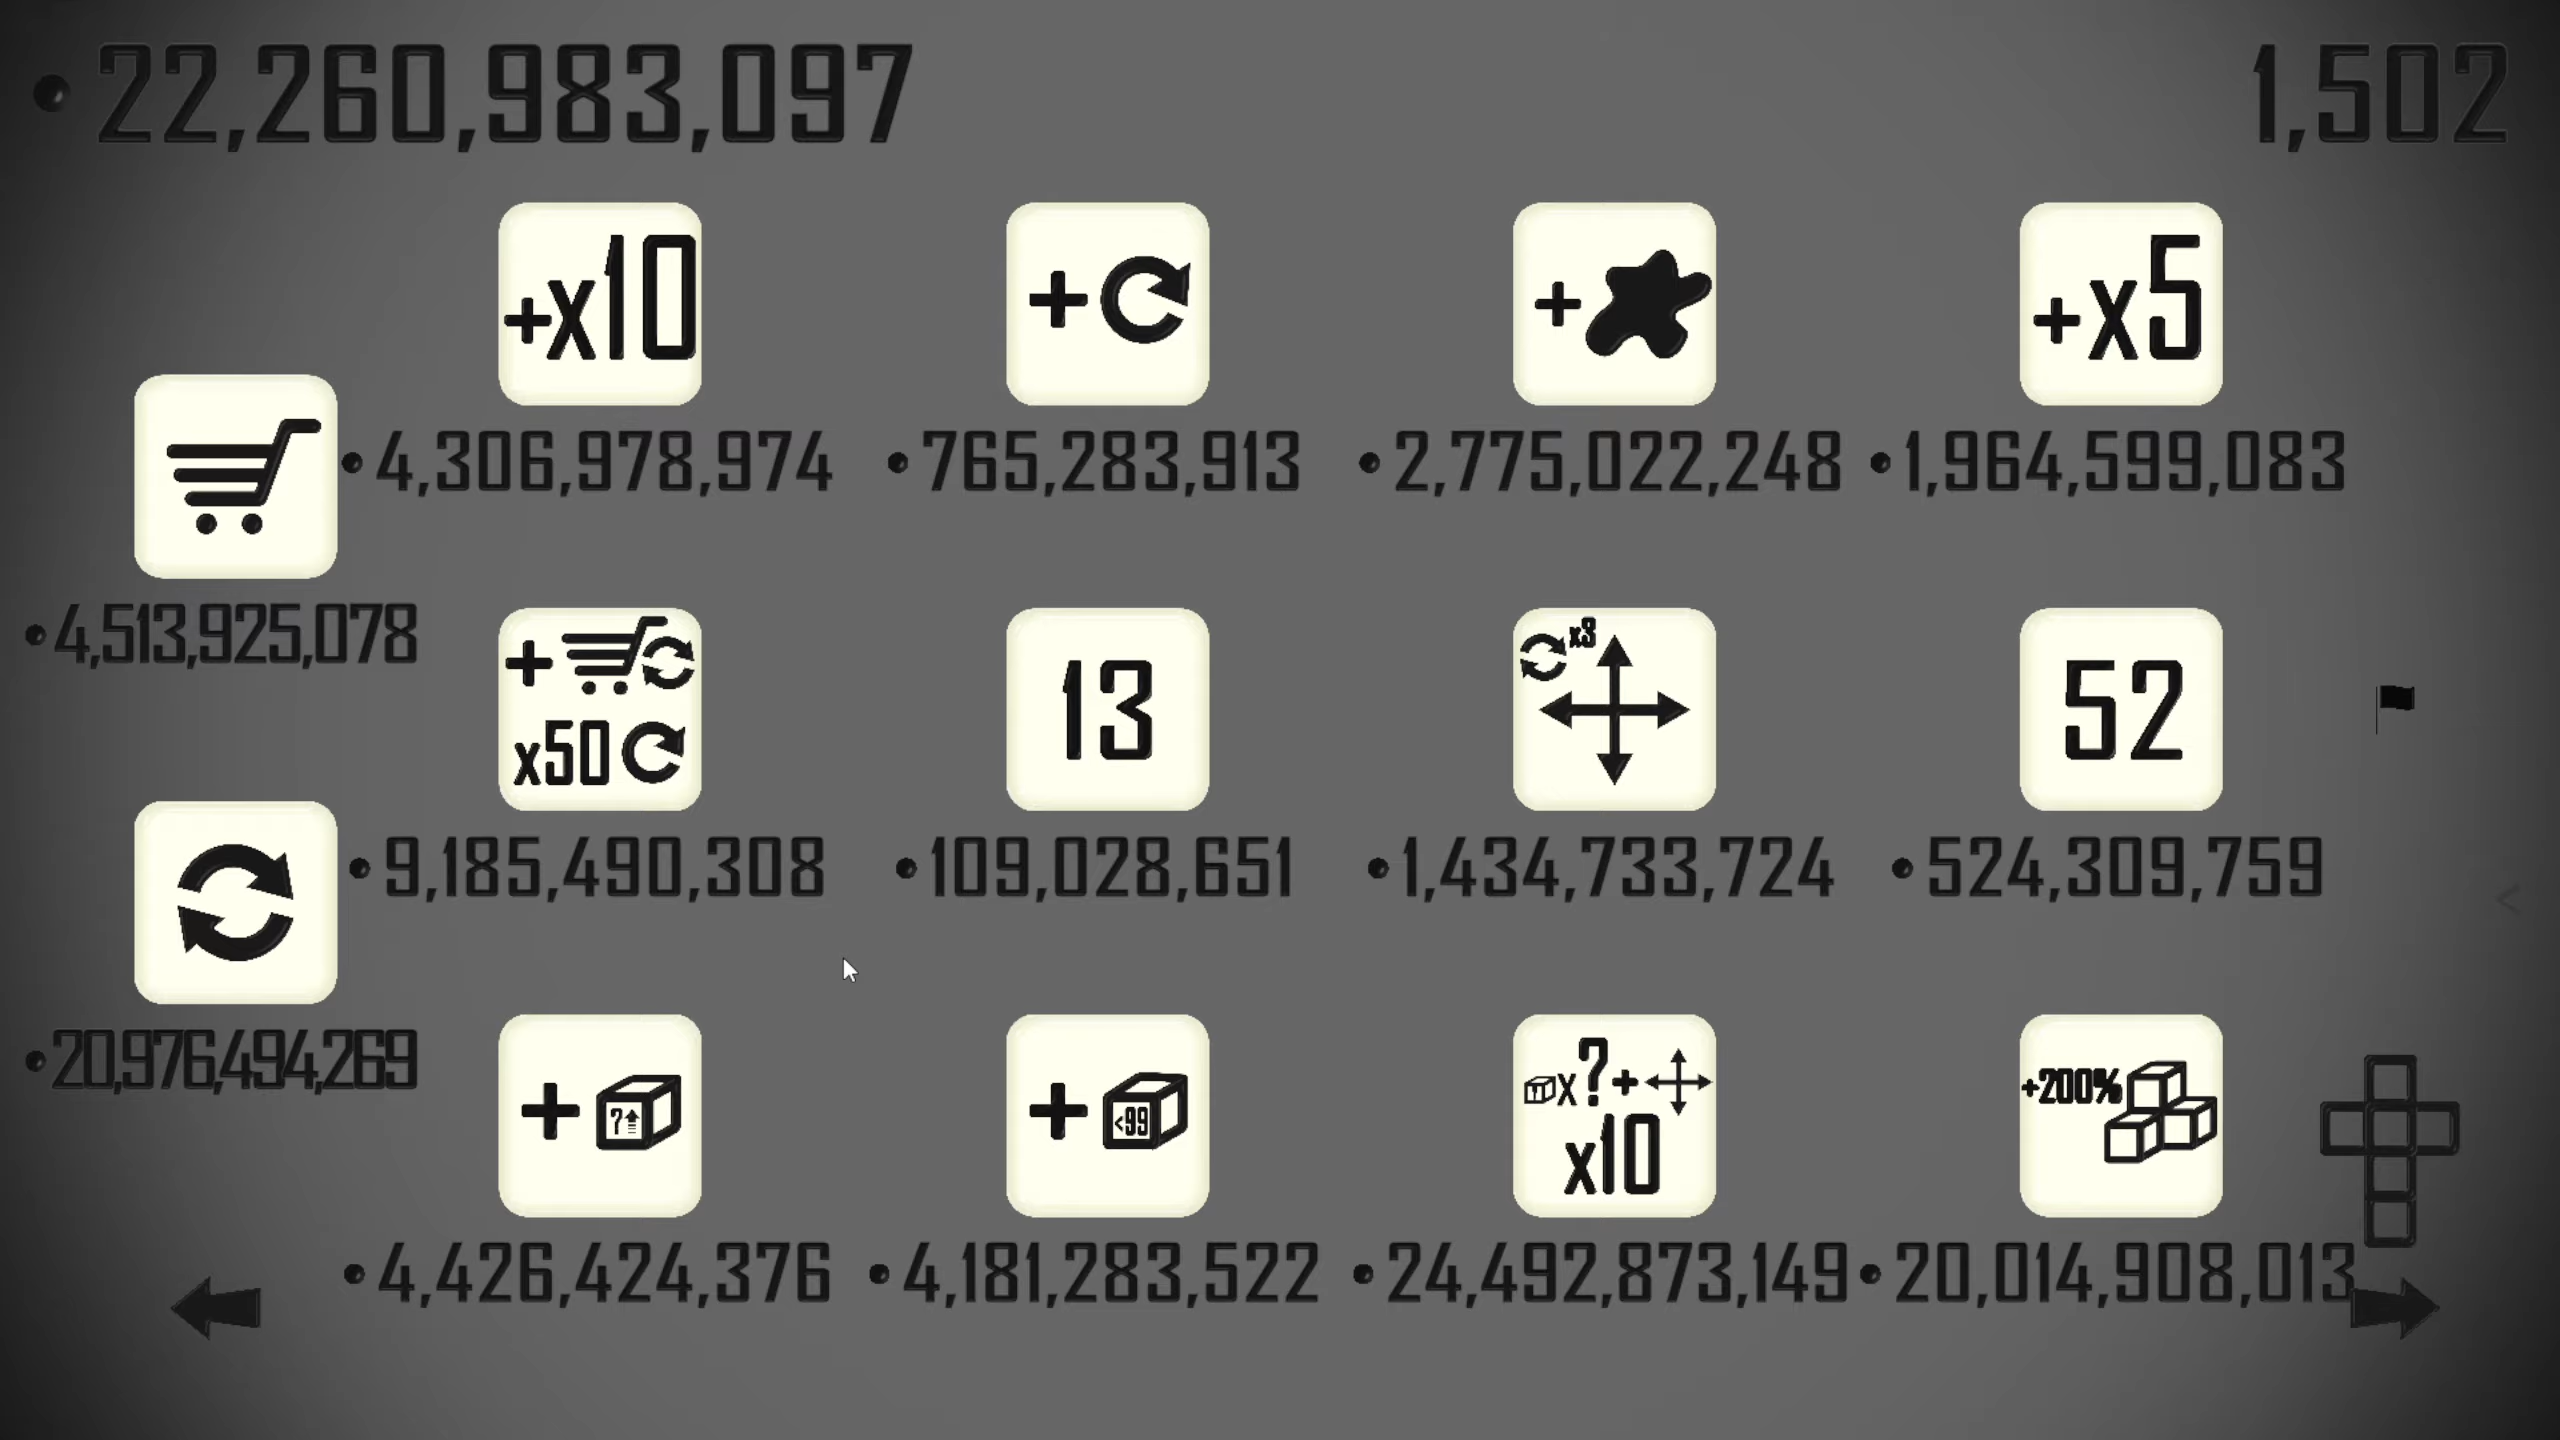 22,260,983,097 1,502
+x10 + + +x5
4,306,978,974 765,283,913 2,775,022,248 1,964,599,083
4,513,925,078
+ x50 13 x3 52
9,185,490,308 109,028,651 1,434,733,724 524,309,759
20,976,494,269
+ ? + <99 x?+ x10 +200%
4,426,424,376 4,181,283,522 24,492,873,149 20,014,908,013
<